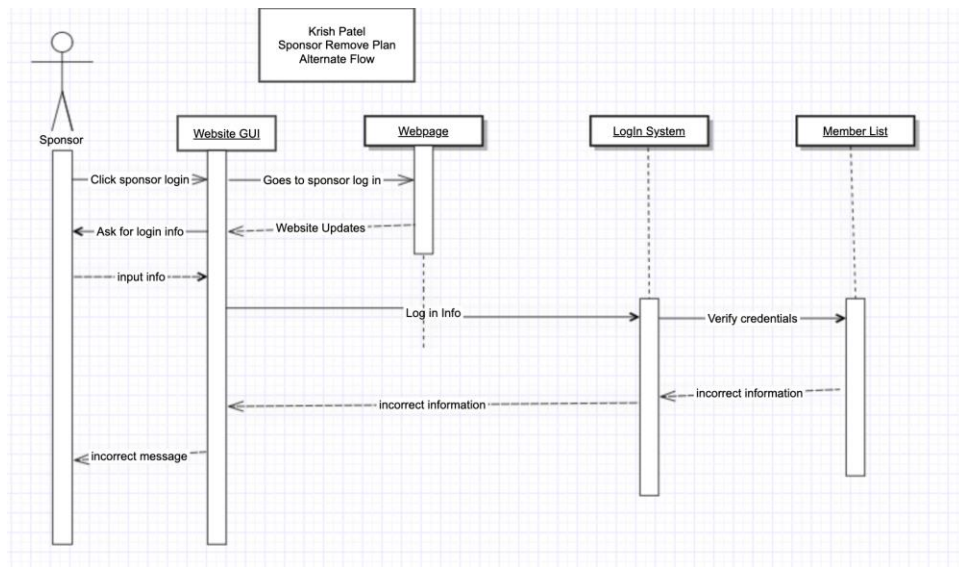 Krish Patel
Sponsor Remove Plan
Alternate Flow
Sponsor
Website GUI
Webpage
LogIn System
Member List
Click sponsor login
Goes to sponsor log in
Website Updates
Ask for login info
input info
Log in Info
Verify credentials
incorrect information
incorrect information
incorrect message